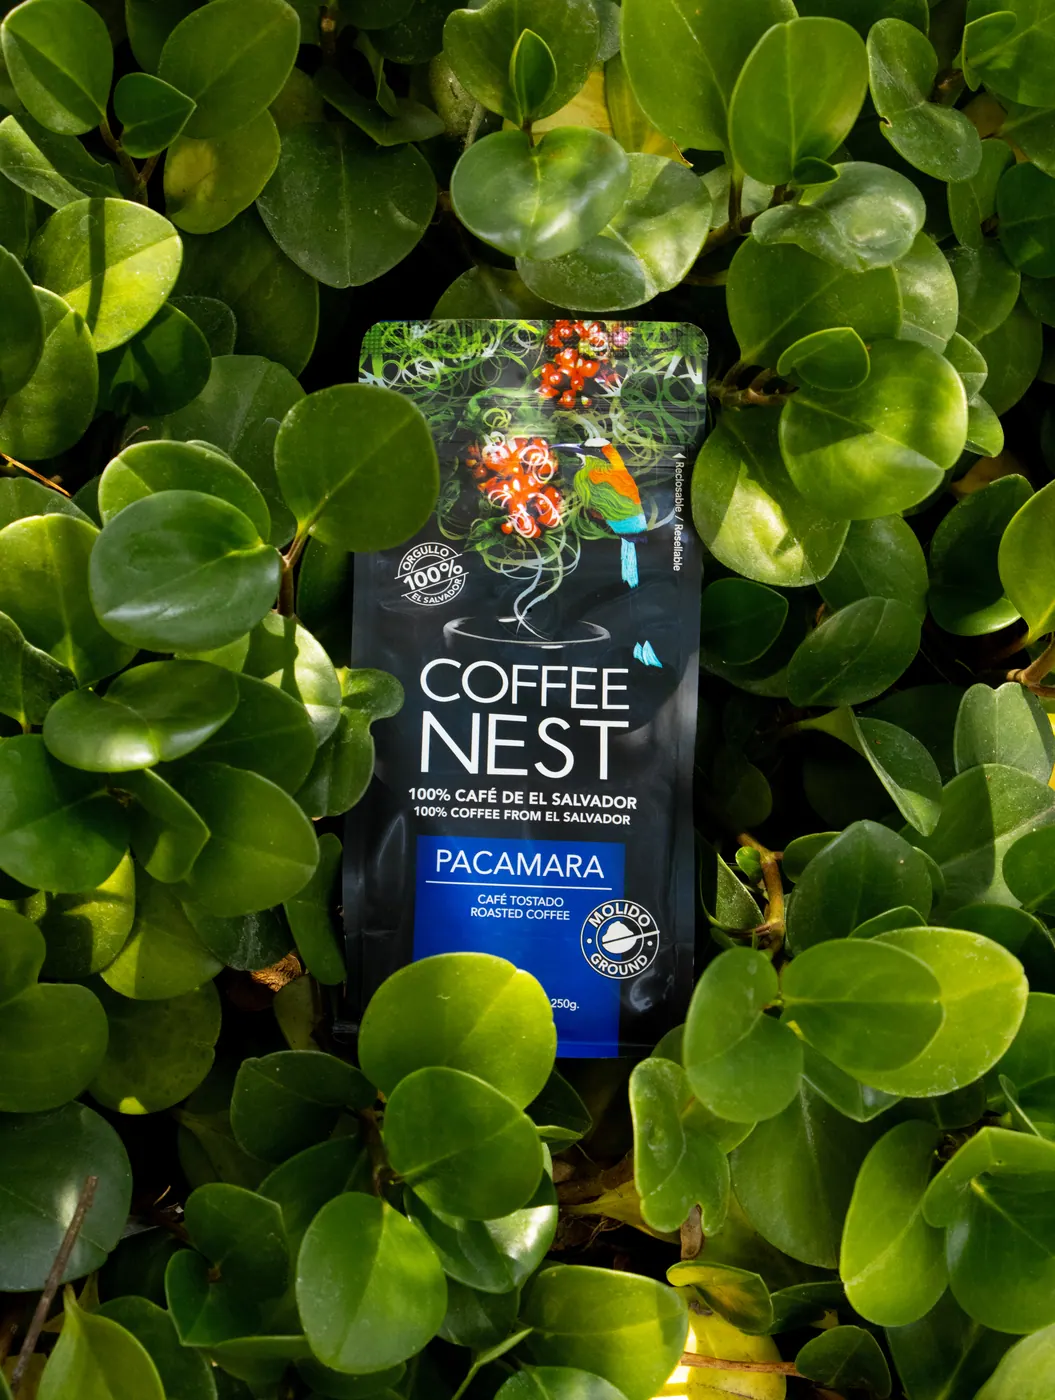 Reclosable / Resellable
ORGULLO
100%
EL SALVADOR
COFFEE
NEST
100% CAFÉ DE EL SALVADOR
100% COFFEE FROM EL SALVADOR
PACAMARA
CAFÉ TOSTADO
ROASTED COFFEE
MOLIDO
GROUND
250g.